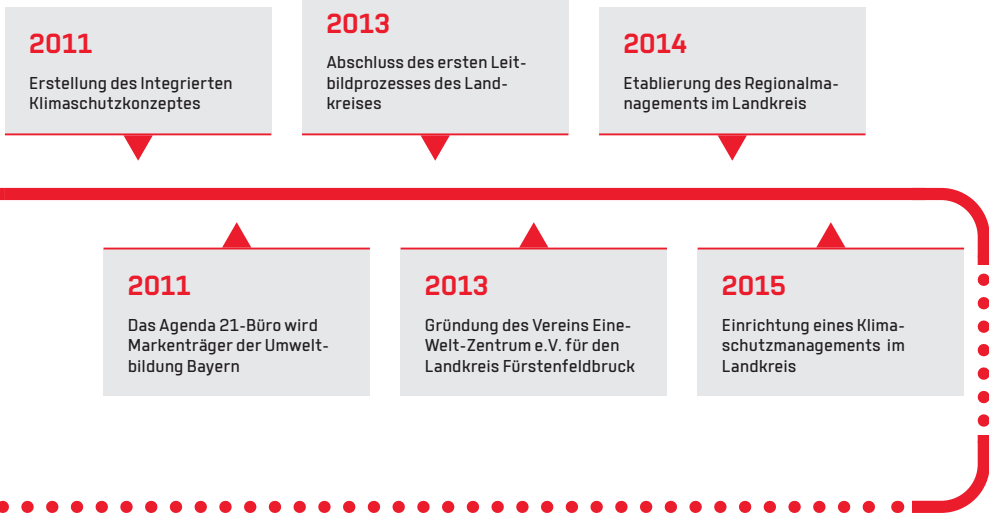 2011
Erstellung des Integrierten
Klimaschutzkonzeptes
2013
Abschluss des ersten Leit-
bildprozesses des Land-
kreises
2014
Etablierung des Regionalma-
nagements im Landkreis
2011
Das Agenda 21-Büro wird
Markenträger der Umwelt-
bildung Bayern
2013
Gründung des Vereins Eine-
Welt-Zentrum e.V. für den
Landkreis Fürstenfeldbruck
2015
Einrichtung eines Klima-
schutzmanagements im
Landkreis